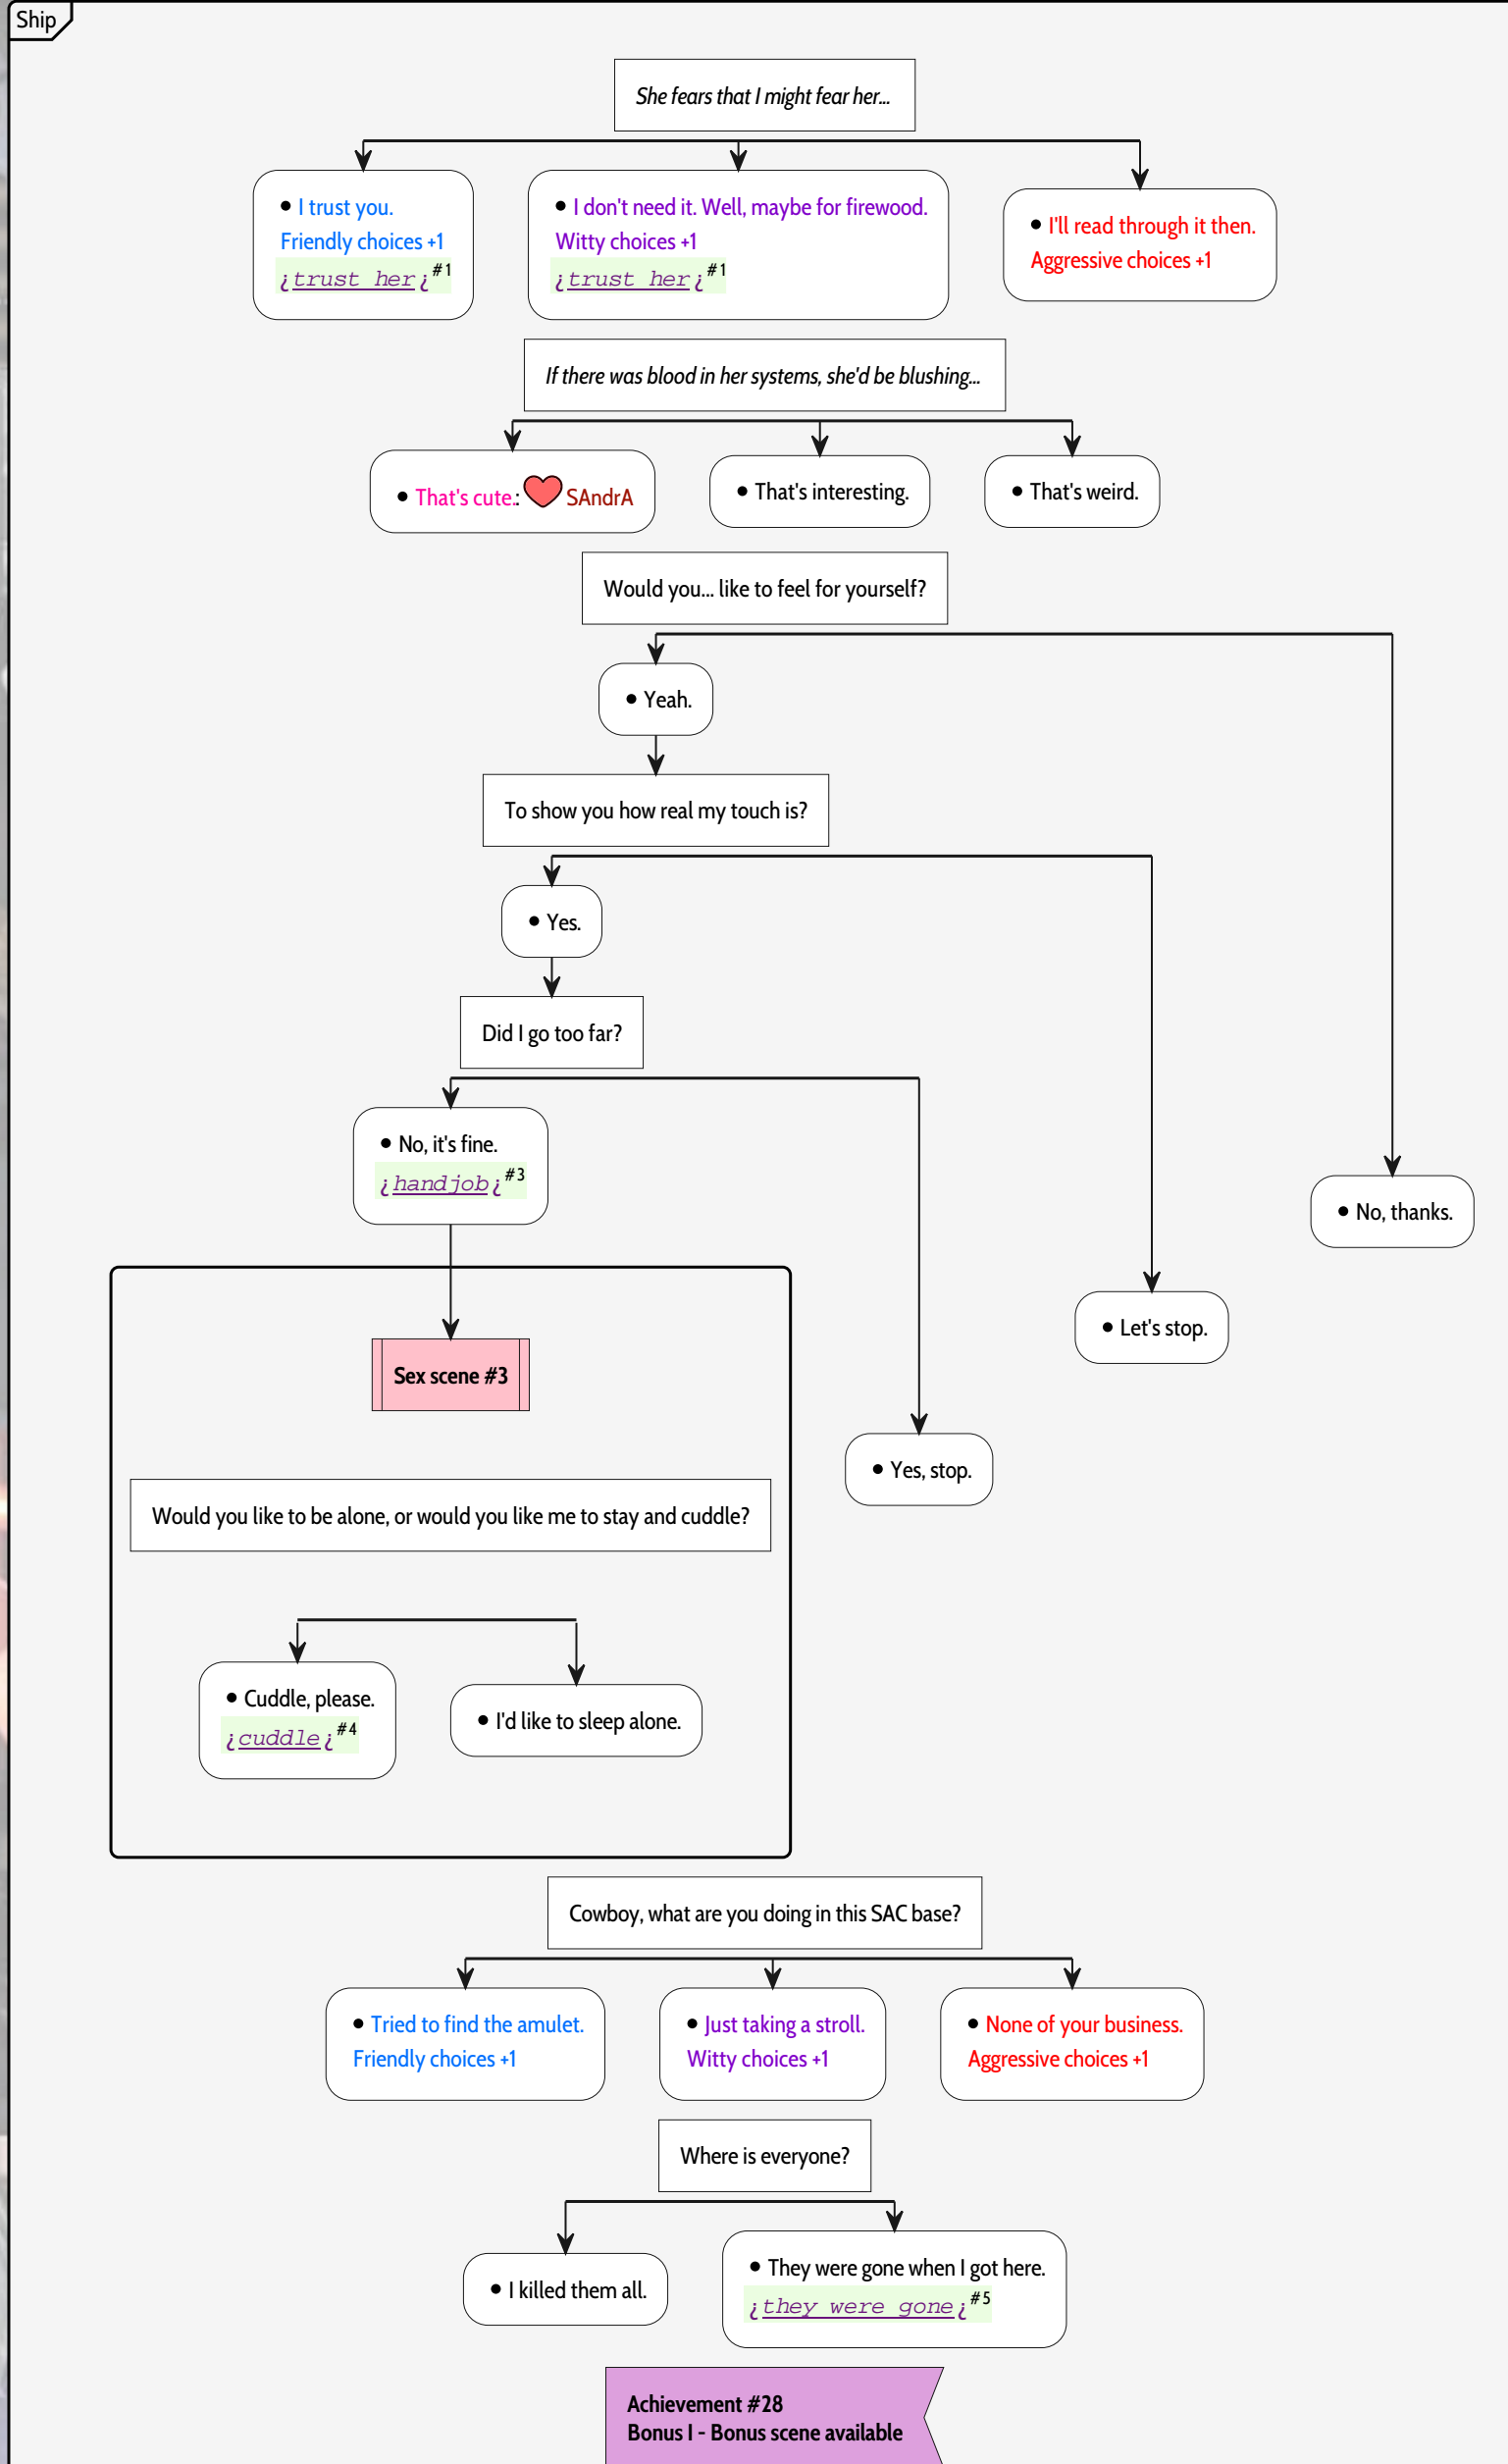 Ship
She fears that I might fear her...
• I trust you.
Friendly choices +1
¿trust her¿#1
• I don't need it. Well, maybe for firewood.
Witty choices +1
¿trust her¿#1
• I'll read through it then.
Aggressive choices +1
If there was blood in her systems, she'd be blushing...
• That's cute.: SAndrA
• That's interesting.
• That's weird.
Would you... like to feel for yourself?
• Yeah.
To show you how real my touch is?
• Yes.
Did I go too far?
• No, it's fine.
¿handjob¿#3
• No, thanks.
• Let's stop.
Sex scene #3
• Yes, stop.
Would you like to be alone, or would you like me to stay and cuddle?
• Cuddle, please.
¿cuddle¿#4
• I'd like to sleep alone.
Cowboy, what are you doing in this SAC base?
• Tried to find the amulet.
Friendly choices +1
• Just taking a stroll.
Witty choices +1
• None of your business.
Aggressive choices +1
Where is everyone?
• I killed them all.
• They were gone when I got here.
¿they were gone¿#5
Achievement #28
Bonus I - Bonus scene available